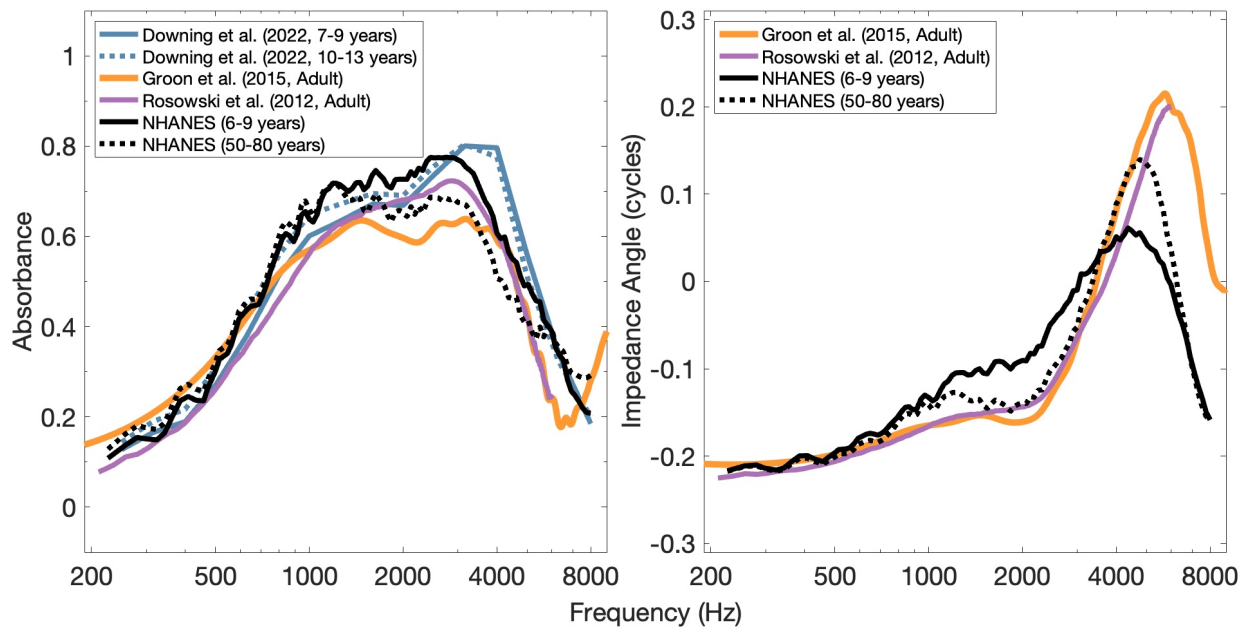 Absorbance
1
0.8
0.6
0.4
0.2
0
Downing et al. (2022, 7-9 years)
Downing et al. (2022, 10-13 years)
Groon et al. (2015, Adult)
Rosowski et al. (2012, Adult)
NHANES (6-9 years)
NHANES (50-80 years)
200 500 1000 2000 4000 8000
Impedance Angle (cycles)
0.3
0.2
0.1
0
-0.1
-0.2
-0.3
Groon et al. (2015, Adult)
Rosowski et al. (2012, Adult)
NHANES (6-9 years)
NHANES (50-80 years)
200 500 1000 2000 4000 8000
Frequency (Hz)